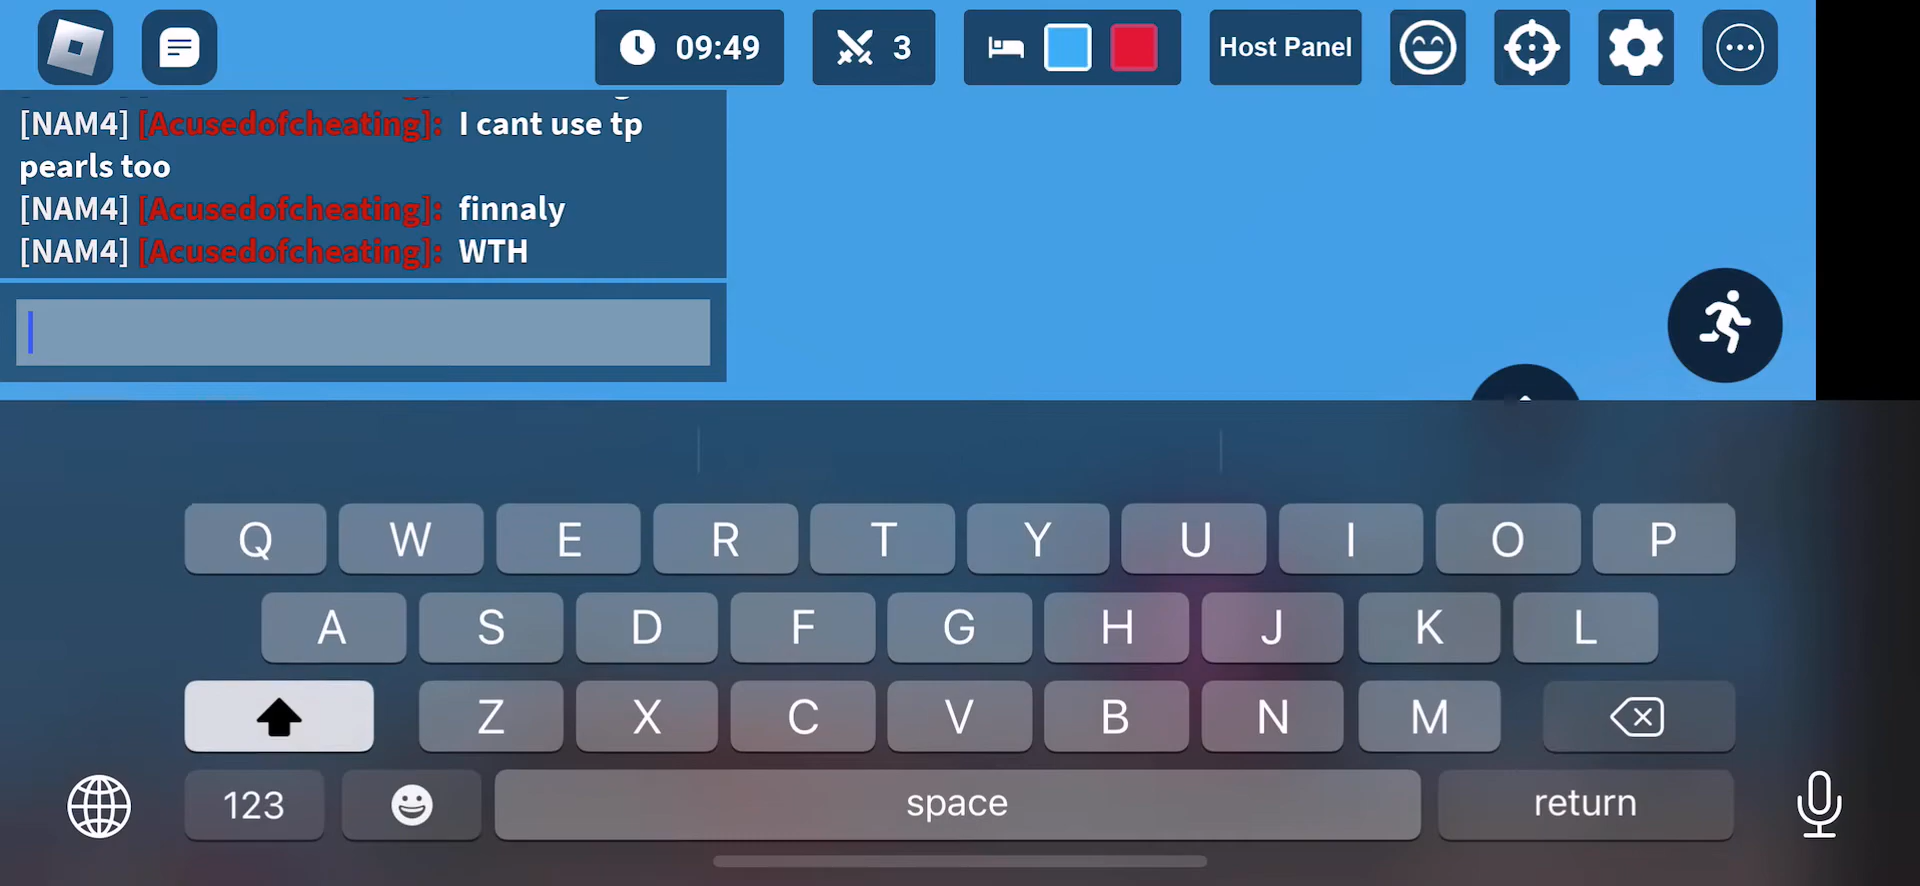 09:49
3
Host Panel
[NAM4] [Acusedofcheating]: I cant use tp
pearls too
[NAM4] [Acusedofcheating]: finnaly
[NAM4] [Acusedofcheating]: WTH
Q W E R T Y U I O P
A S D F G H J K L
Z X C V B N M
123 space return